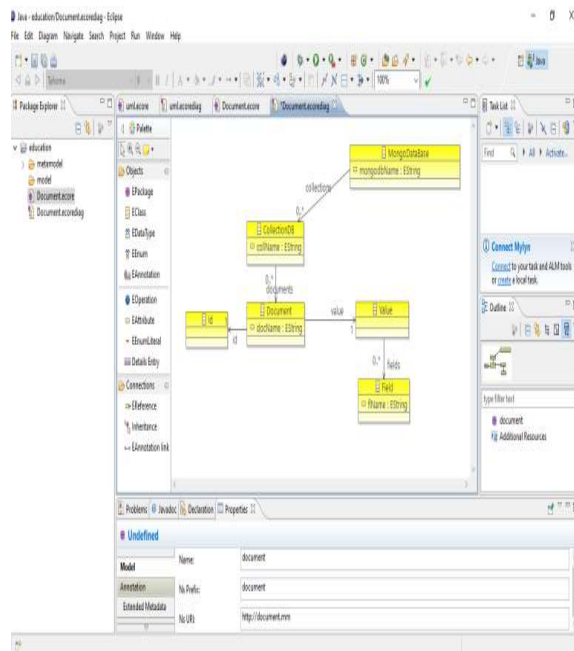 Java - education/Document.ecorediag - Eclipse
File Edit Diagram Navigate Search Project Run Window Help
Java
Tahoma
100%
Package Explorer
education
metemodel
model
Document.ecore
Document.ecorediag
uml.ecore
uml.ecorediag
Document.ecore
*Document.ecorediag
Palette
Objects
EPackage
EClass
EDataType
EEnum
EAnnotation
EOperation
EAttribute
EEnumLiteral
Details Entry
Connections
EReference
Inheritance
EAnnotation link
MongoDataBase
mongodbName : EString
collections
0..*
CollectionDB
collName : EString
0..*
documents
Id
id
Document
docName : EString
value
1
Value
0..*
fields
Field
flName : EString
Task List
Find
All
Activate...
Connect Mylyn
Connect to your task and ALM tools
or create a local task.
Outline
type filter text
document
Additional Resources
Problems
Javadoc
Declaration
Properties
Undefined
Model
Annotation
Extended Metadata
Name:
document
Ns Prefix:
document
Ns URI:
http://document.mm